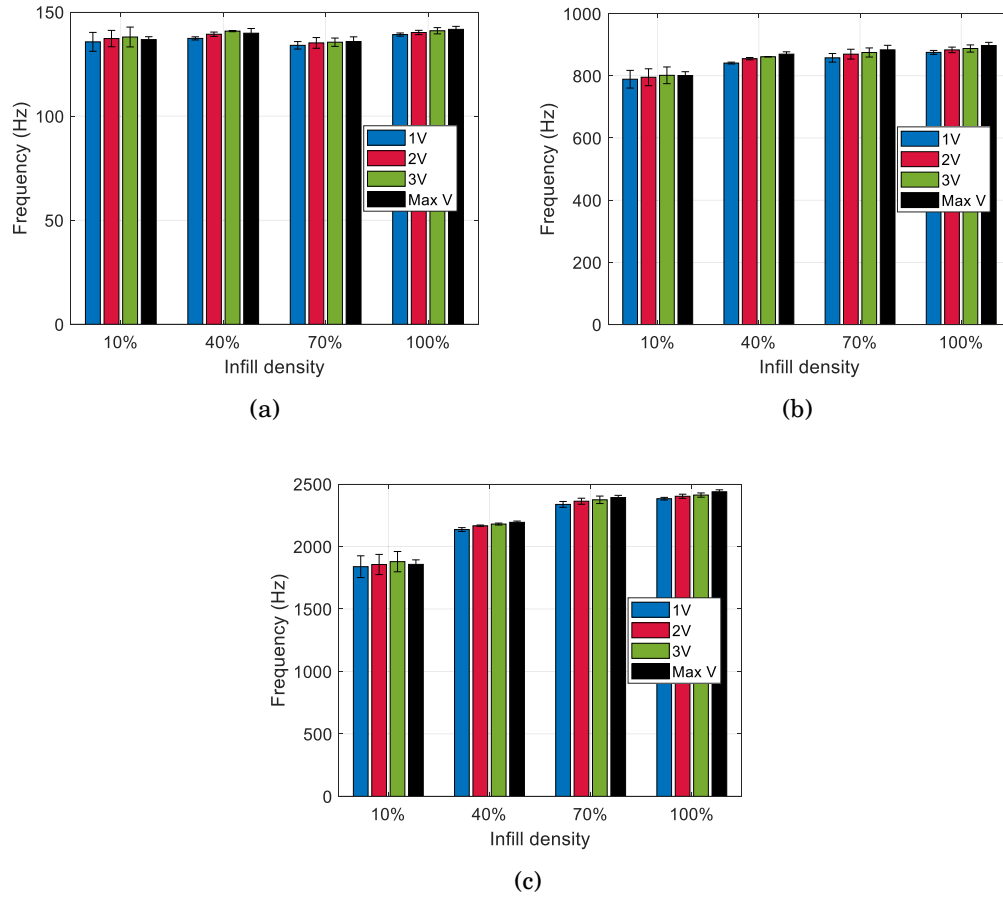 150
100
50
0
Frequency (Hz)
1V
2V
3V
Max V
10% 40% 70% 100%
Infill density
(a)
1000
800
600
400
200
0
Frequency (Hz)
1V
2V
3V
Max V
10% 40% 70% 100%
Infill density
(b)
2500
2000
1500
1000
500
0
Frequency (Hz)
1V
2V
3V
Max V
10% 40% 70% 100%
Infill density
(c)